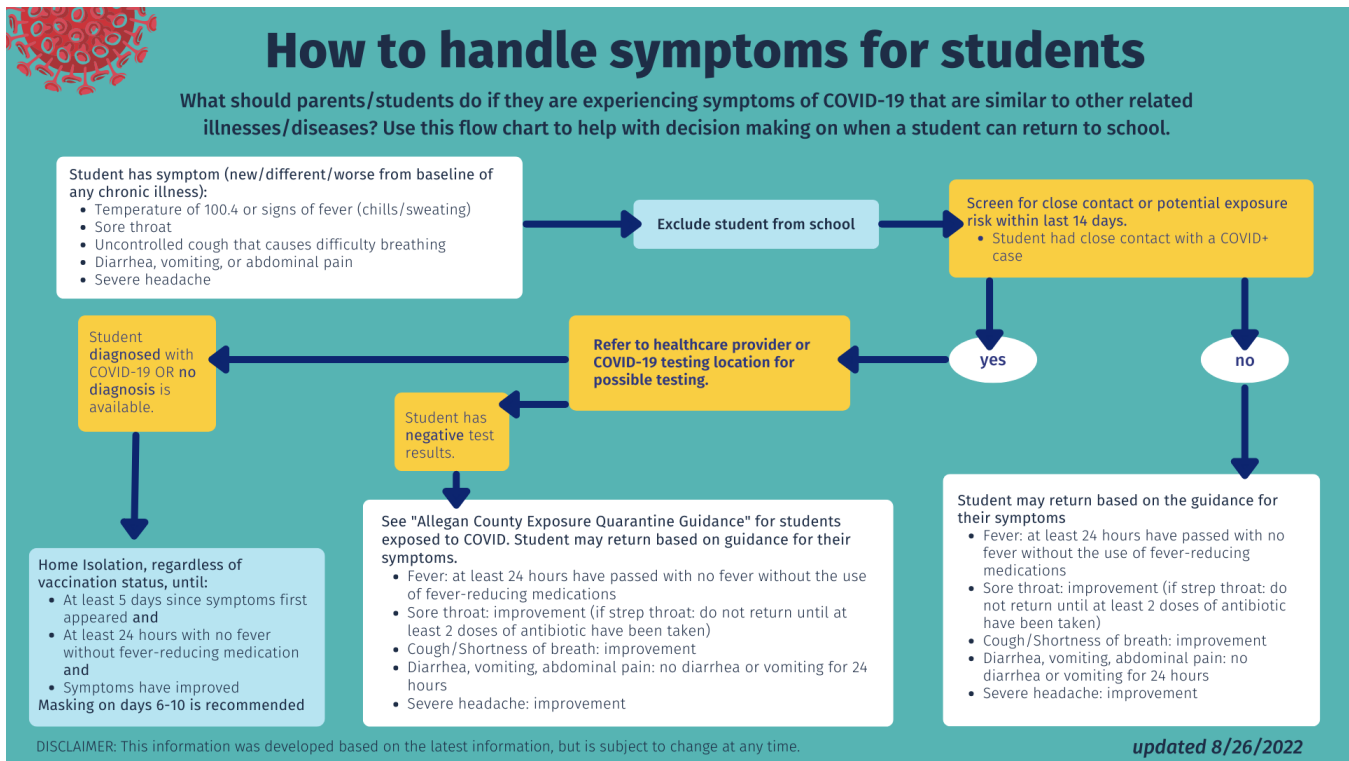 How to handle symptoms for students
What should parents/students do if they are experiencing symptoms of COVID-19 that are similar to other related
illnesses/diseases? Use this flow chart to help with decision making on when a student can return to school.
Student has symptom (new/different/worse from baseline of
any chronic illness):
• Temperature of 100.4 or signs of fever (chills/sweating)
• Sore throat
• Uncontrolled cough that causes difficulty breathing
• Diarrhea, vomiting, or abdominal pain
• Severe headache
Exclude student from school
Screen for close contact or potential exposure
risk within last 14 days.
• Student had close contact with a COVID+
case
yes
no
Refer to healthcare provider or
COVID-19 testing location for
possible testing.
Student
diagnosed with
COVID-19 OR no
diagnosis is
available.
Student has
negative test
results.
Home Isolation, regardless of
vaccination status, until:
• At least 5 days since symptoms first
appeared and
• At least 24 hours with no fever
without fever-reducing medication
and
• Symptoms have improved
Masking on days 6-10 is recommended
See "Allegan County Exposure Quarantine Guidance" for students
exposed to COVID. Student may return based on guidance for their
symptoms.
• Fever: at least 24 hours have passed with no fever without the use
of fever-reducing medications
• Sore throat: improvement (if strep throat: do not return until at
least 2 doses of antibiotic have been taken)
• Cough/Shortness of breath: improvement
• Diarrhea, vomiting, abdominal pain: no diarrhea or vomiting for 24
hours
• Severe headache: improvement
Student may return based on the guidance for
their symptoms
• Fever: at least 24 hours have passed with no
fever without the use of fever-reducing
medications
• Sore throat: improvement (if strep throat: do
not return until at least 2 doses of antibiotic
have been taken)
• Cough/Shortness of breath: improvement
• Diarrhea, vomiting, abdominal pain: no
diarrhea or vomiting for 24 hours
• Severe headache: improvement
DISCLAIMER: This information was developed based on the latest information, but is subject to change at any time.
updated 8/26/2022